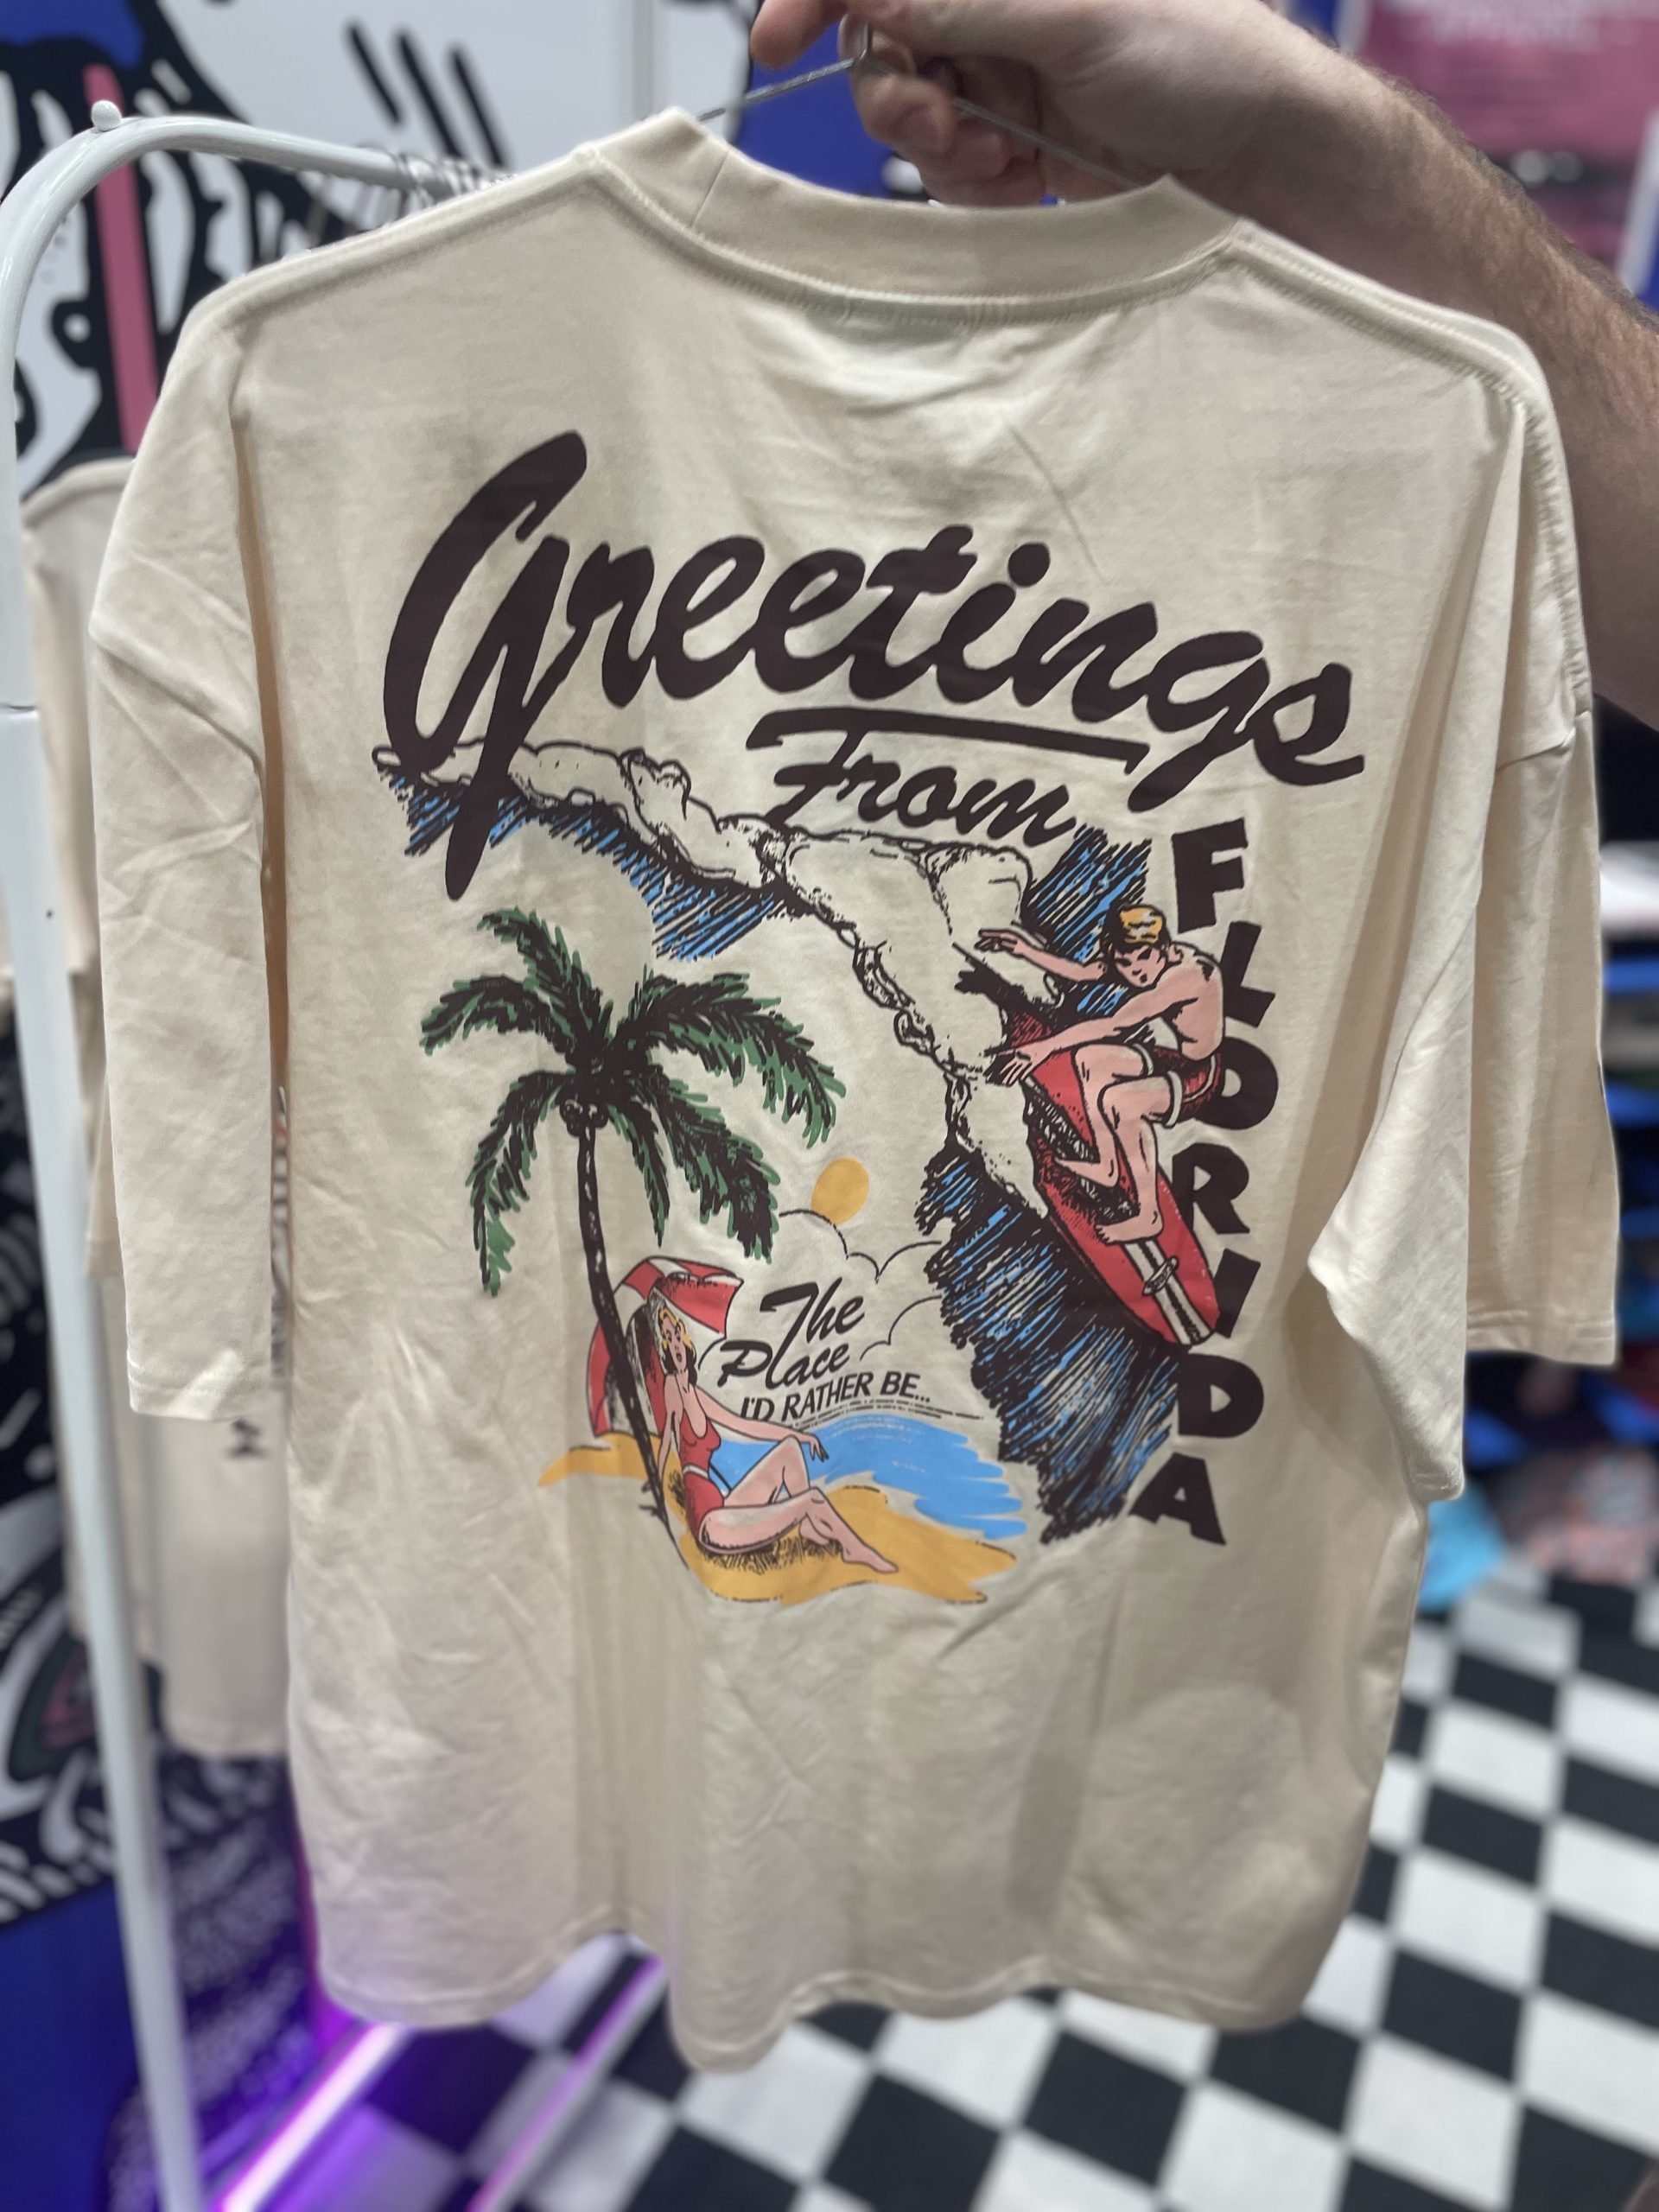 Greetings
From
FLORIDA
The
Place
I'D RATHER BE...